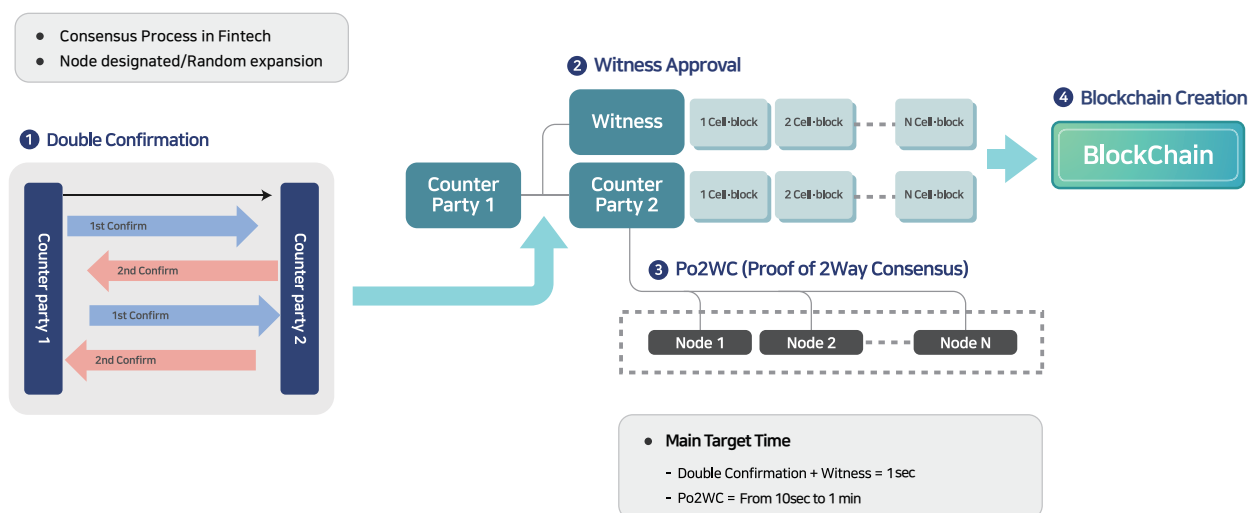 ● Consensus Process in Fintech
● Node designated/Random expansion
1 Double Confirmation
Counter party 1
1st Confirm
2nd Confirm
1st Confirm
2nd Confirm
Counter party 2
2 Witness Approval
Witness
1 Cell·block
2 Cell·block
N Cell·block
Counter
Party 1
Counter
Party 2
1 Cell·block
2 Cell·block
N Cell·block
3 Po2WC (Proof of 2Way Consensus)
Node 1
Node 2
Node N
4 Blockchain Creation
BlockChain
● Main Target Time
- Double Confirmation + Witness = 1sec
- Po2WC = From 10sec to 1 min